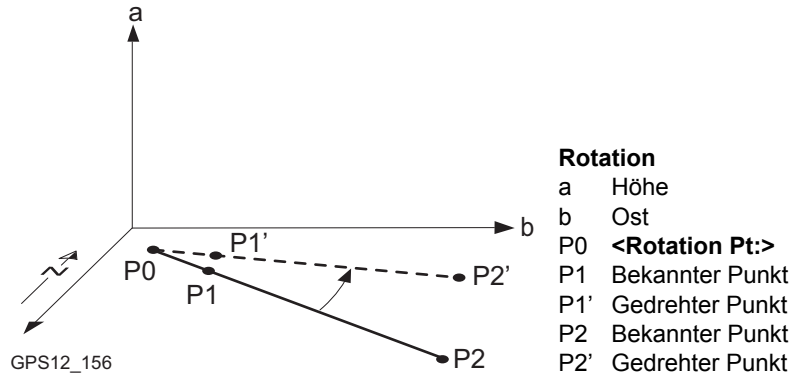 a
b
P0
P1
P1'
P2
P2'
N
GPS12_156
Rotation
a Höhe
b Ost
P0 <Rotation Pt:>
P1 Bekannter Punkt
P1' Gedrehter Punkt
P2 Bekannter Punkt
P2' Gedrehter Punkt